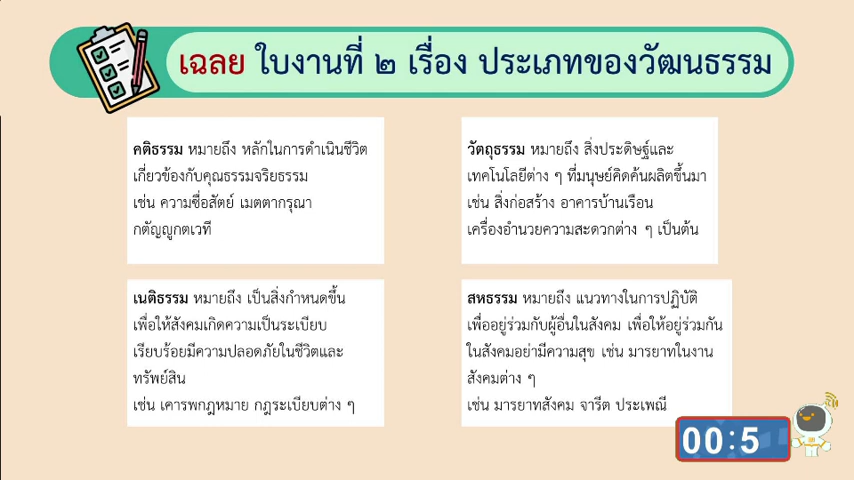 เฉลย ใบงานที่ ๒ เรื่อง ประเภทของวัฒนธรรม
คติธรรม หมายถึง หลักในการดำเนินชีวิต
เกี่ยวข้องกับคุณธรรมจริยธรรม
เช่น ความซื่อสัตย์ เมตตากรุณา
กตัญญูกตเวที
วัตถุธรรม หมายถึง สิ่งประดิษฐ์และ
เทคโนโลยีต่าง ๆ ที่มนุษย์คิดค้นผลิตขึ้นมา
เช่น สิ่งก่อสร้าง อาคารบ้านเรือน
เครื่องอำนวยความสะดวกต่าง ๆ เป็นต้น
เนติธรรม หมายถึง เป็นสิ่งกำหนดขึ้น
เพื่อให้สังคมเกิดความเป็นระเบียบ
เรียบร้อยมีความปลอดภัยในชีวิตและ
ทรัพย์สิน
เช่น เคารพกฎหมาย กฎระเบียบต่าง ๆ
สหธรรม หมายถึง แนวทางในการปฏิบัติ
เพื่ออยู่ร่วมกับผู้อื่นในสังคม เพื่อให้อยู่ร่วมกัน
ในสังคมอย่ามีความสุข เช่น มารยาทในงาน
สังคมต่าง ๆ
เช่น มารยาทสังคม จารีต ประเพณี
00:5